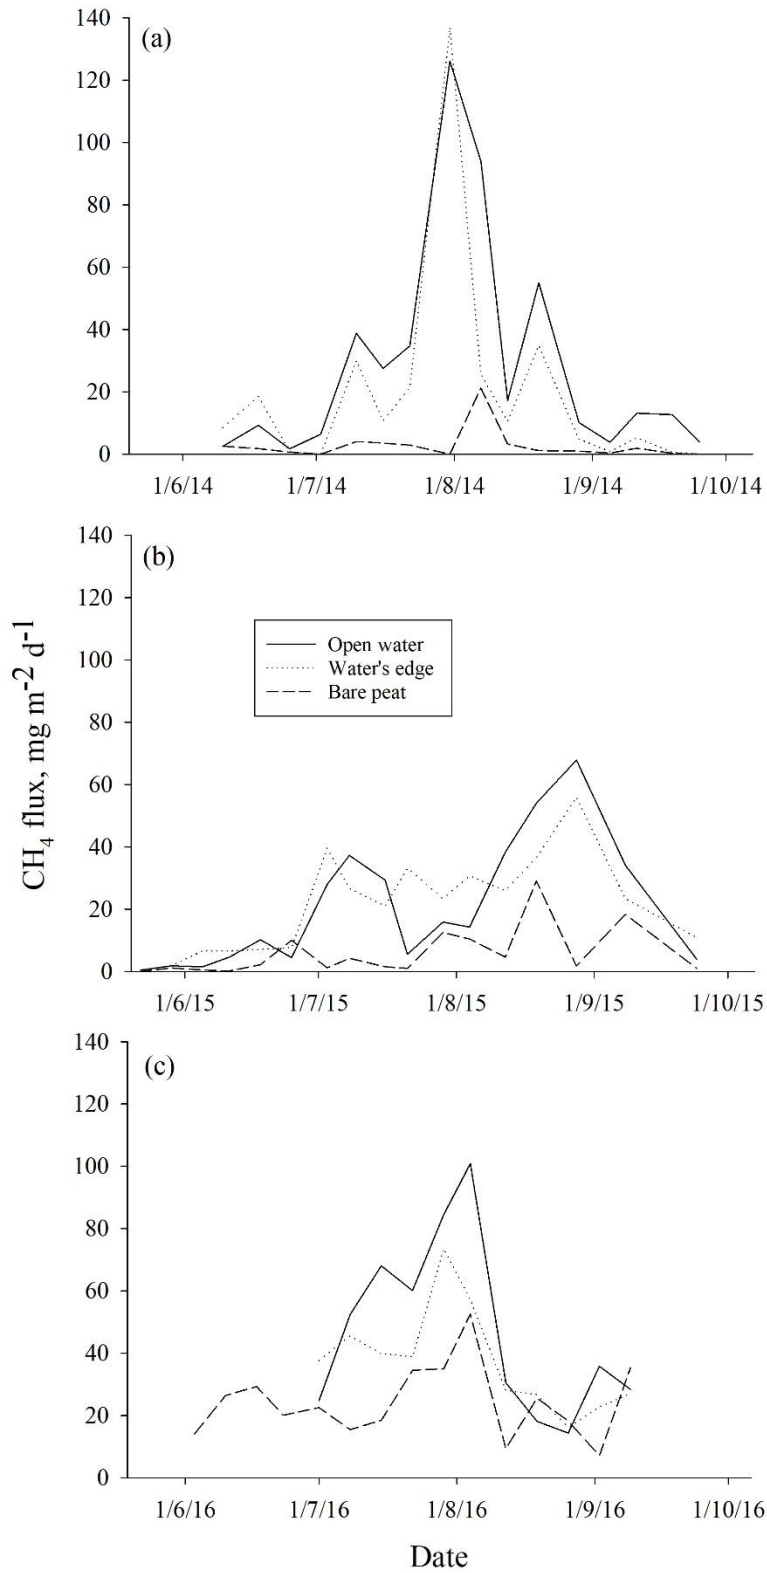 (a)
140
120
100
80
60
40
20
0
1/6/14 1/7/14 1/8/14 1/9/14 1/10/14
(b)
140
120
100
80
60
40
20
0
Open water
Water's edge
Bare peat
1/6/15 1/7/15 1/8/15 1/9/15 1/10/15
CH4 flux, mg m-2 d-1
(c)
140
120
100
80
60
40
20
0
1/6/16 1/7/16 1/8/16 1/9/16 1/10/16
Date